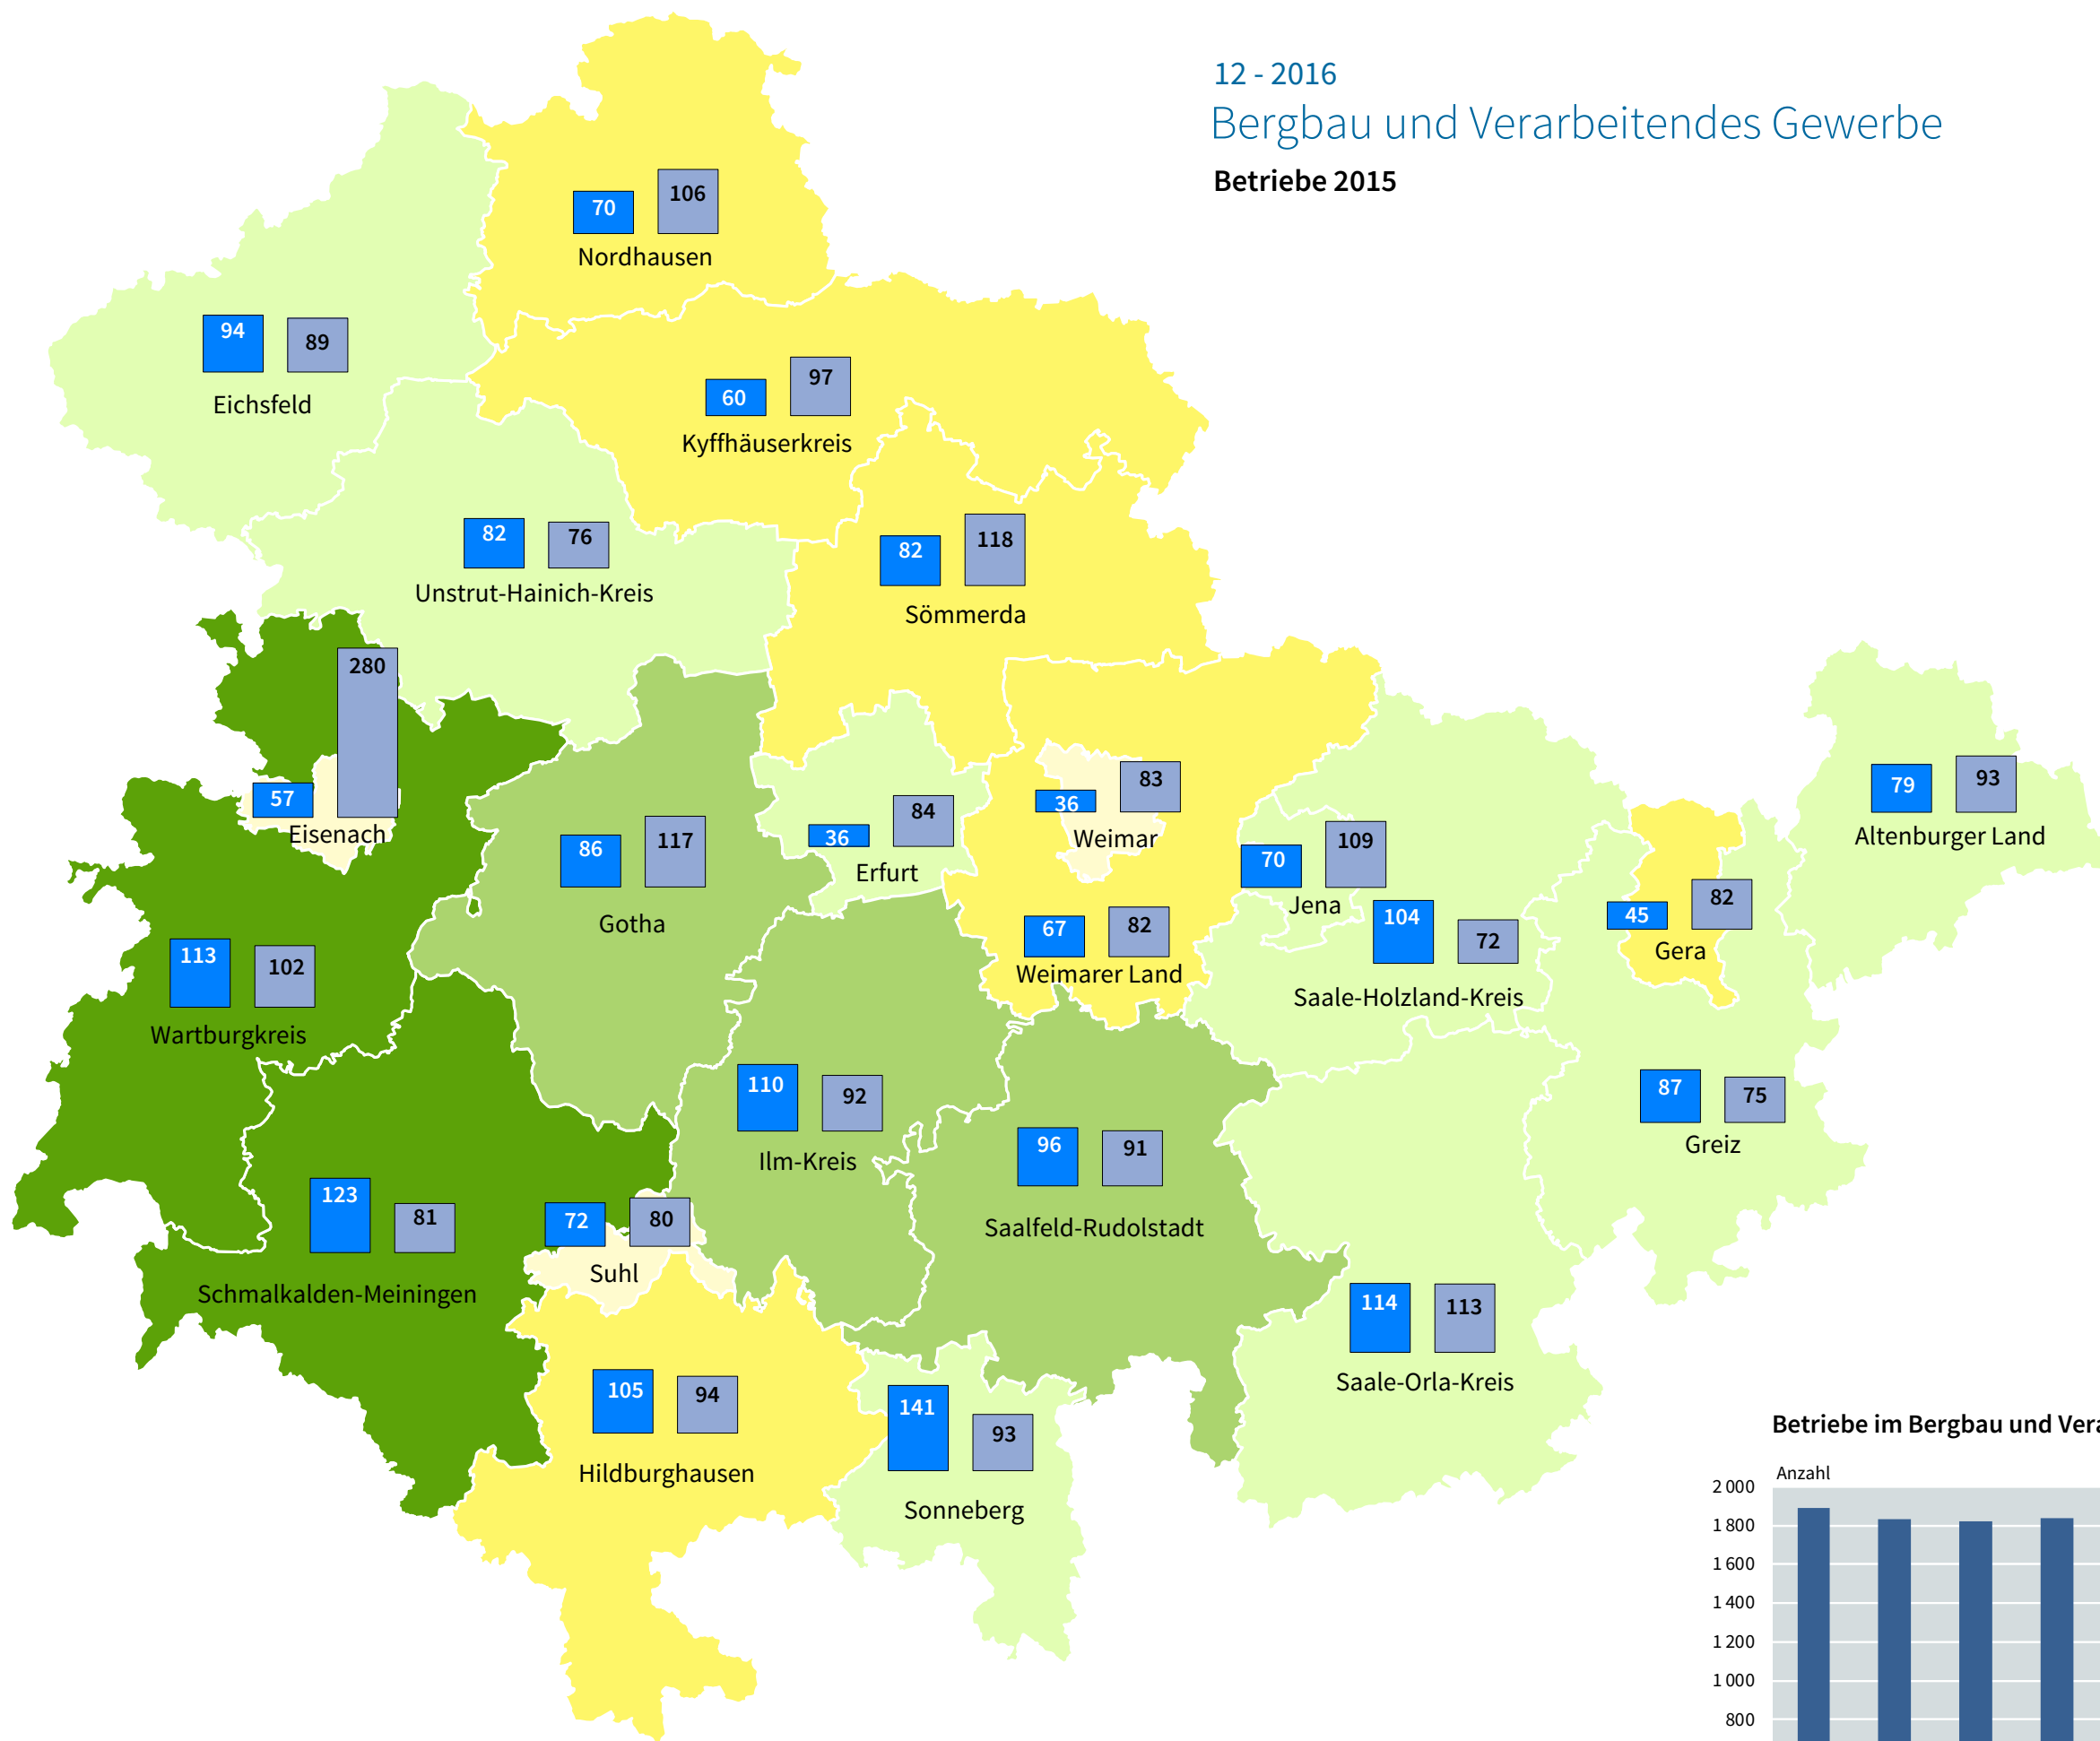 12 - 2016
Bergbau und Verarbeitendes Gewerbe
Betriebe 2015
70 106
Nordhausen
94 89
Eichsfeld
60 97
Kyffhäuserkreis
82 76
Unstrut-Hainich-Kreis
82 118
Sömmerda
280
57
Eisenach
86 117
Gotha
36 84
Erfurt
36 83
Weimar
67 82
Weimarer Land
70 109
Jena
104 72
Saale-Holzland-Kreis
45 82
Gera
79 93
Altenburger Land
113 102
Wartburgkreis
110 92
Ilm-Kreis
96 91
Saalfeld-Rudolstadt
87 75
Greiz
123 81
Schmalkalden-Meiningen
72 80
Suhl
114 113
Saale-Orla-Kreis
105 94
Hildburghausen
141 93
Sonneberg
Betriebe im Bergbau und Vera
Anzahl
2 000
1 800
1 600
1 400
1 200
1 000
800